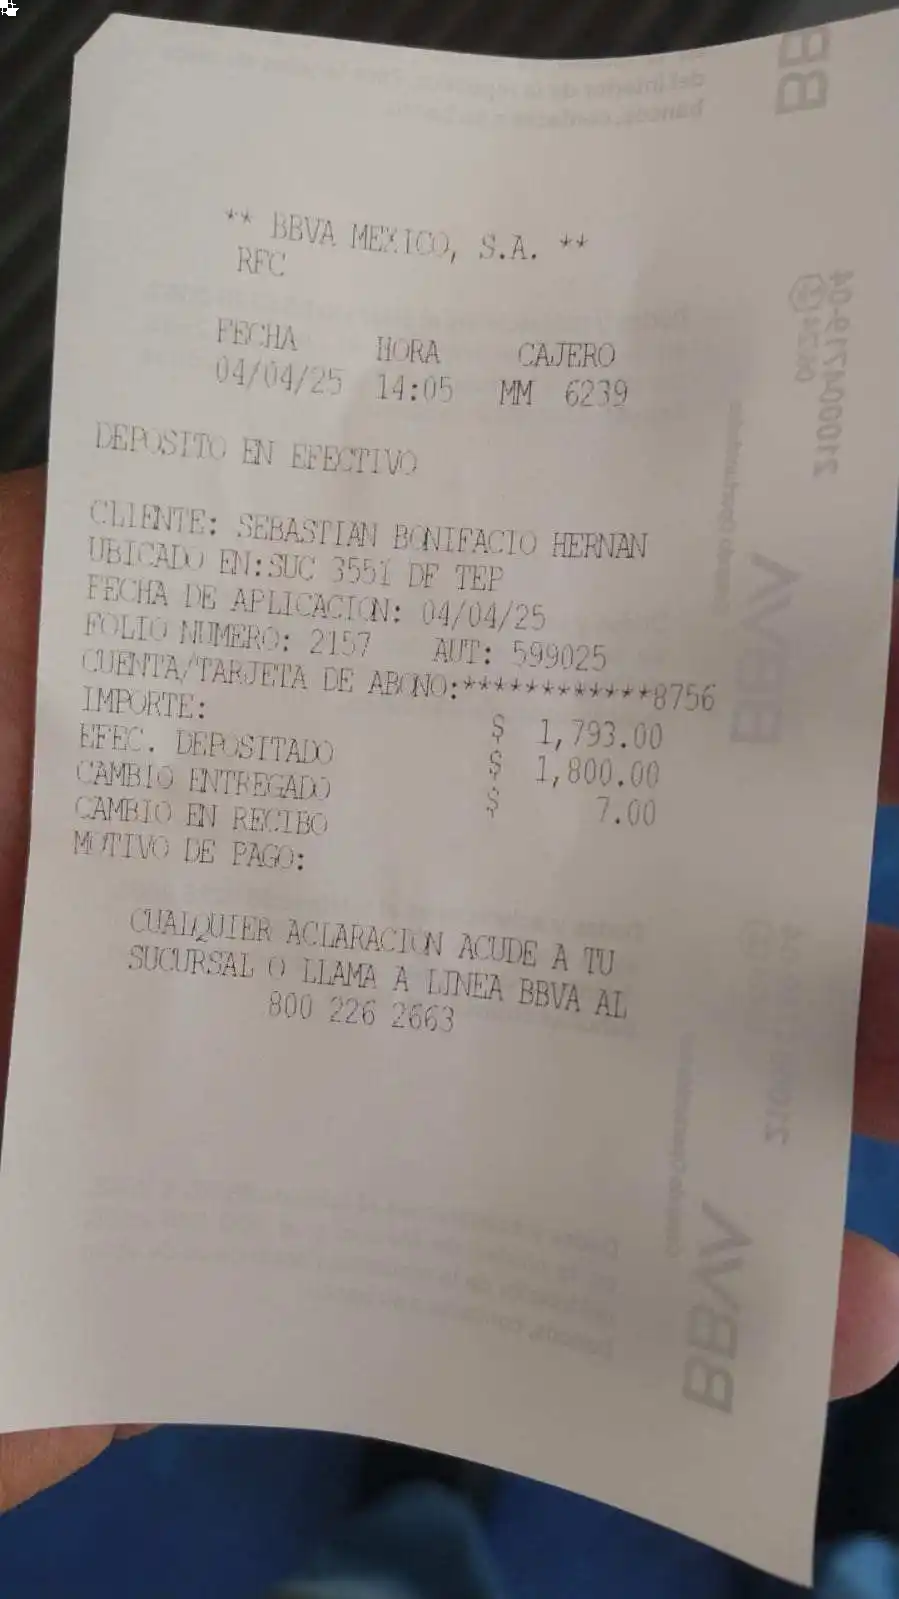 ** BBVA MEXICO, S.A. **
RFC
FECHA HORA CAJERO
04/04/25 14:05 MM 6239
DEPOSITO EN EFECTIVO
CLIENTE: SEBASTIAN BONIFACIO HERNAN
UBICADO EN:SUC 3551 DF TEP
FECHA DE APLICACION: 04/04/25
FOLIO NUMERO: 2157 AUT: 599025
CUENTA/TARJETA DE ABONO:************8756
IMPORTE: $ 1,793.00
EFEC. DEPOSITADO $ 1,800.00
CAMBIO ENTREGADO $ 7.00
CAMBIO EN RECIBO
MOTIVO DE PAGO:
CUALQUIER ACLARACION ACUDE A TU
SUCURSAL O LLAMA A LINEA BBVA AL
800 226 2663
BBVA
BBVA